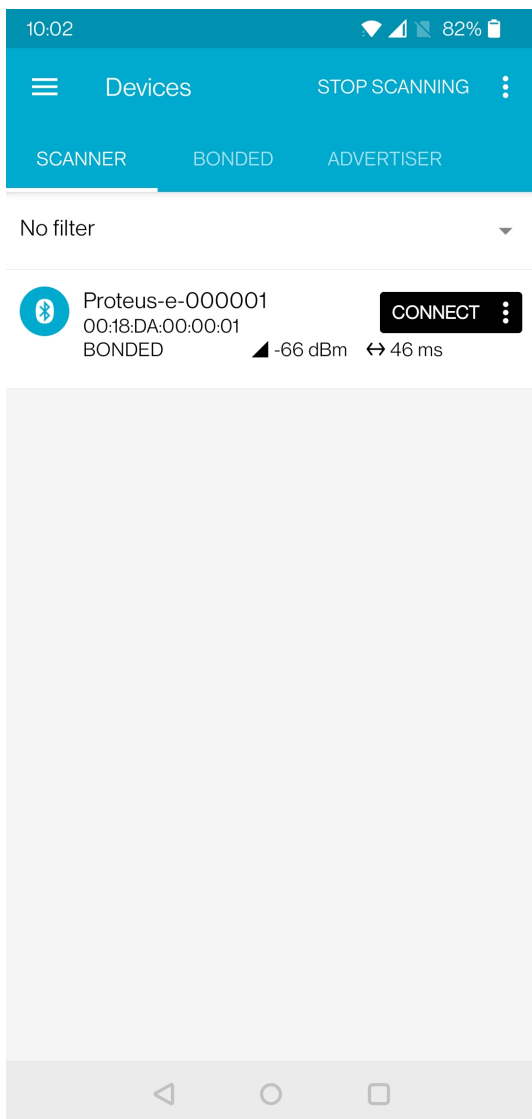 10:02 82%
Devices STOP SCANNING
SCANNER BONDED ADVERTISER
No filter
Proteus-e-000001 CONNECT
00:18:DA:00:00:01
BONDED -66 dBm 46 ms